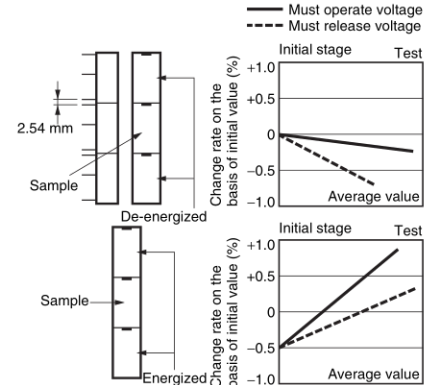 Must operate voltage
Must release voltage
Initial stage
Test
Change rate on the
basis of initial value (%)
+1.0
+0.5
0
−0.5
−1.0
Average value
2.54 mm
Sample
De-energized
Initial stage
Test
Change rate on the
basis of initial value (%)
+1.0
+0.5
0
−0.5
−1.0
Average value
Sample
Energized